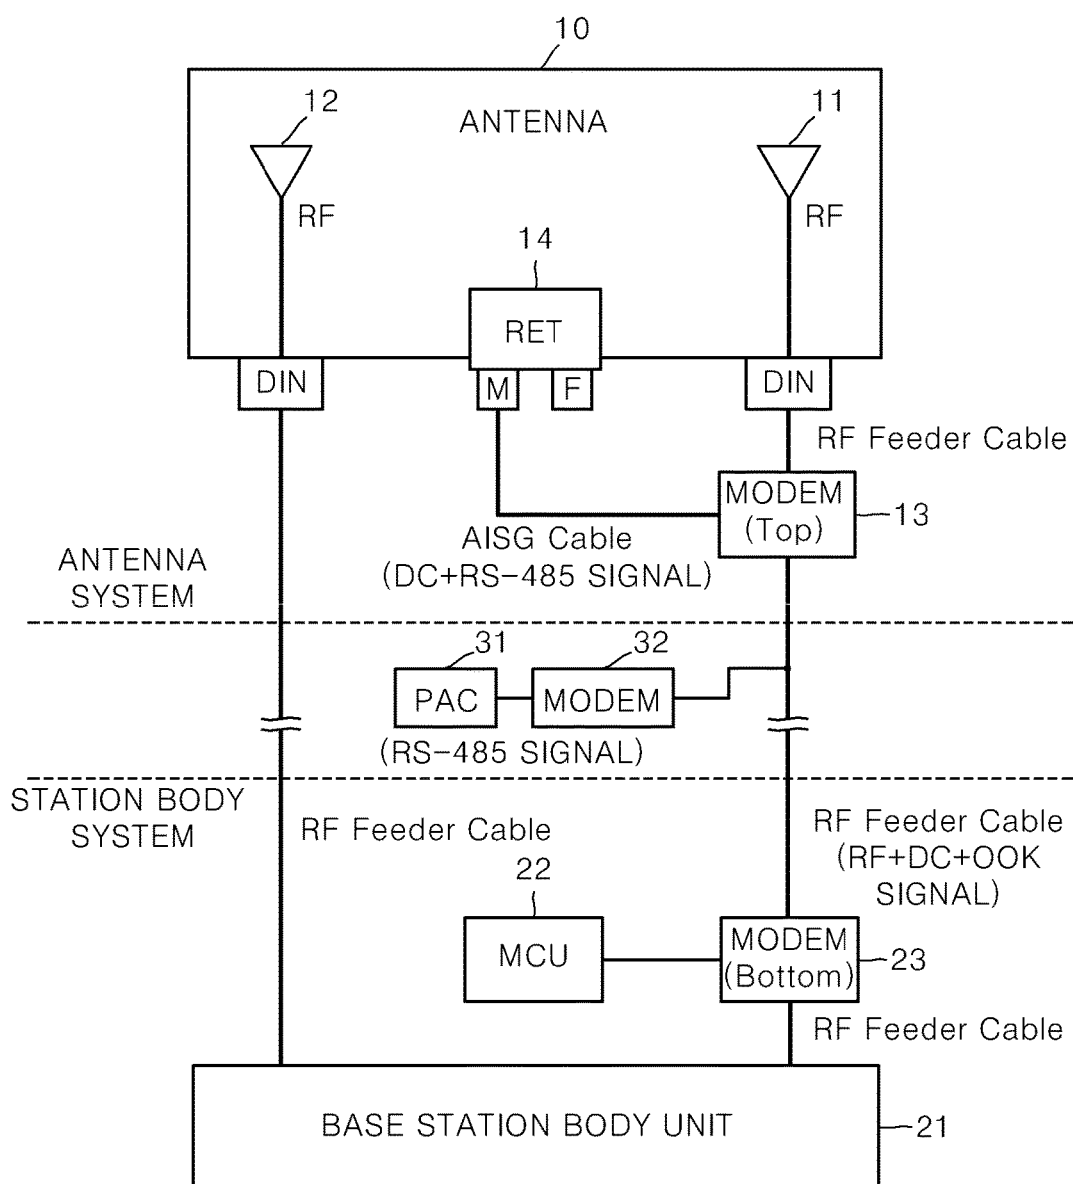 10
12
ANTENNA
11
RF
RF
14
RET
DIN
M
F
DIN
RF Feeder Cable
MODEM
(Top)
13
AISG Cable
(DC+RS-485 SIGNAL)
ANTENNA
SYSTEM
31
32
PAC
MODEM
(RS-485 SIGNAL)
STATION BODY
SYSTEM
RF Feeder Cable
RF Feeder Cable
(RF+DC+OOK
SIGNAL)
22
MCU
MODEM
(Bottom)
23
RF Feeder Cable
BASE STATION BODY UNIT
21